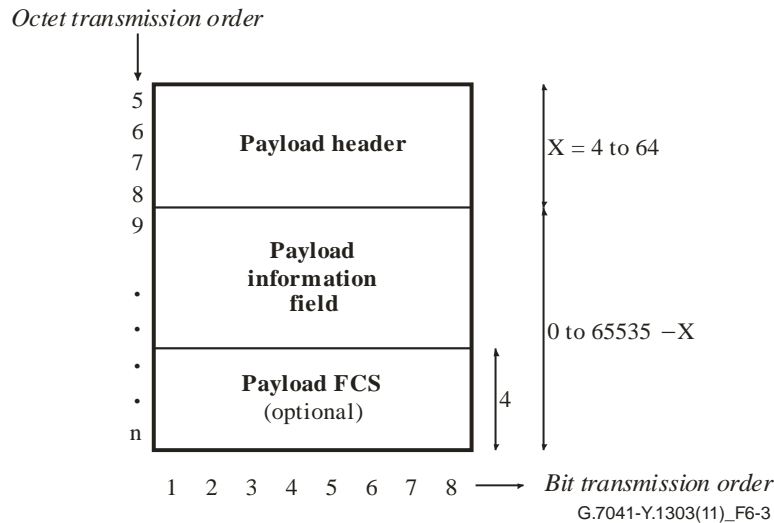 Octet transmission order
5
6
7
8
9
.
.
.
.
n
Payload header
Payload
information
field
Payload FCS
(optional)
X = 4 to 64
0 to 65535 −X
4
1 2 3 4 5 6 7 8
Bit transmission order
G.7041-Y.1303(11)_F6-3